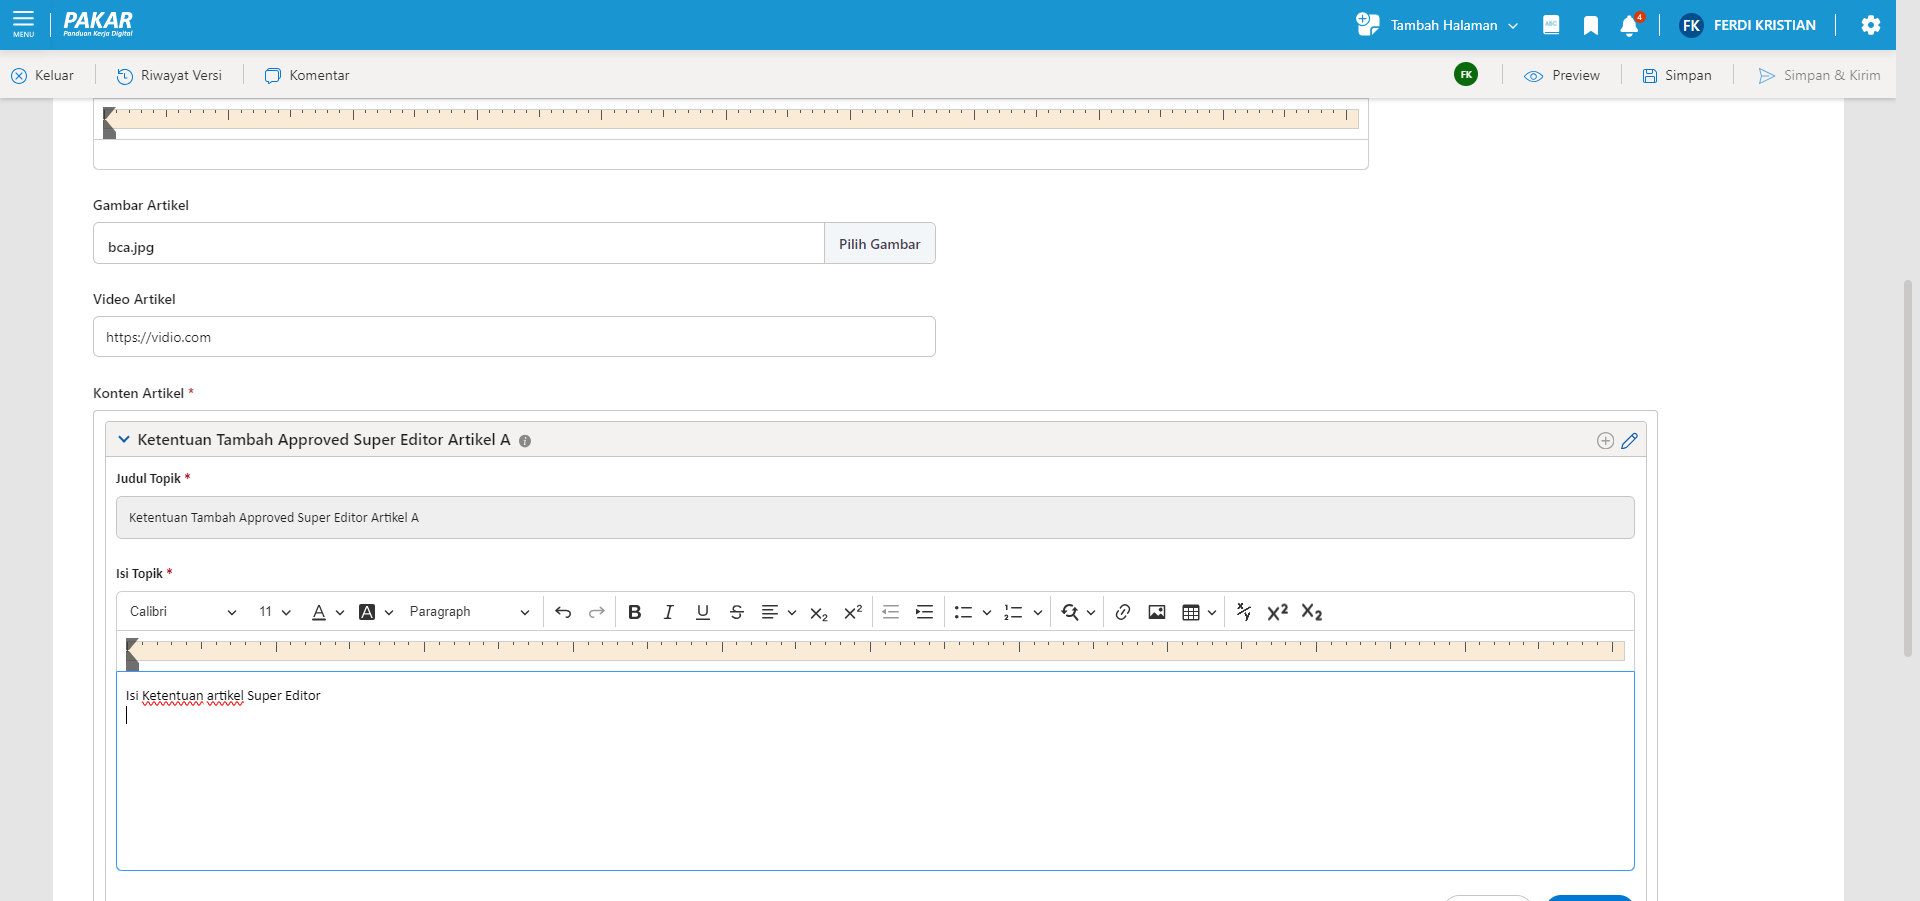 MENU
PAKAR
Panduan Kerja Digital
Tambah Halaman
ABC
4
FK
FERDI KRISTIAN
Keluar
Riwayat Versi
Komentar
FK
Preview
Simpan
Simpan & Kirim
Gambar Artikel
bca.jpg
Pilih Gambar
Video Artikel
https://vidio.com
Konten Artikel *
Ketentuan Tambah Approved Super Editor Artikel A
Judul Topik *
Ketentuan Tambah Approved Super Editor Artikel A
Isi Topik *
Calibri
11
Paragraph
Isi Ketentuan artikel Super Editor